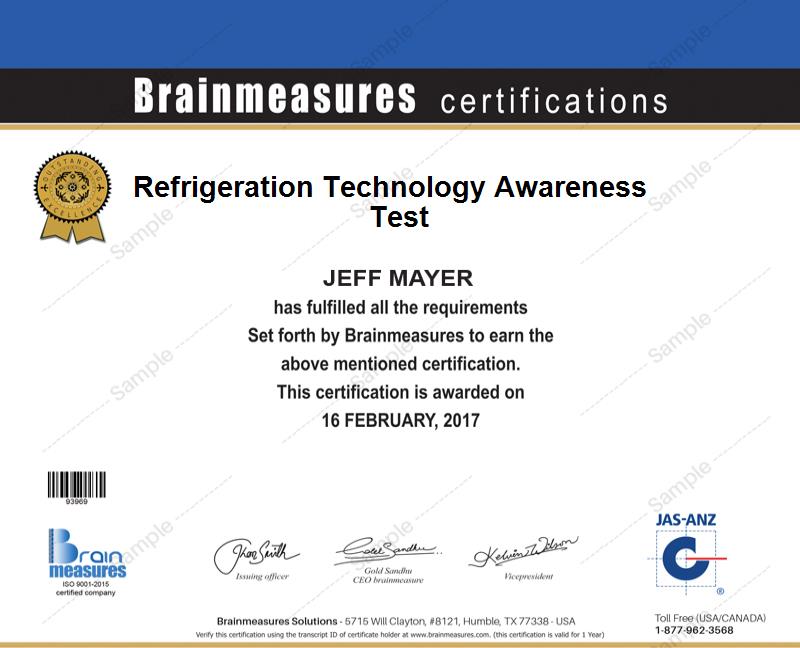 Brainmeasures certifications
OUTSTANDING
EXCELLENCE
Refrigeration Technology Awareness
Test
JEFF MAYER
has fulfilled all the requirements
Set forth by Brainmeasures to earn the
above mentioned certification.
This certification is awarded on
16 FEBRUARY, 2017
93969
Brain
measures
ISO 9001-2015
certified company
Issuing officer
Gold Sandhu
CEO brainmeasure
Kelvin Wilson
Vicepresident
JAS-ANZ
®
Brainmeasures Solutions - 5715 Will Clayton, #8121, Humble, TX 77338 - USA
Verify this certification using the transcript ID of certificate holder at www.brainmeasures.com. (this certification is valid for 1 Year)
Toll Free (USA/CANADA)
1-877-962-3568
Sample
Sample
Sample
Sample
Sample
Sample
Sample
Sample
Sample
Sample
Sample